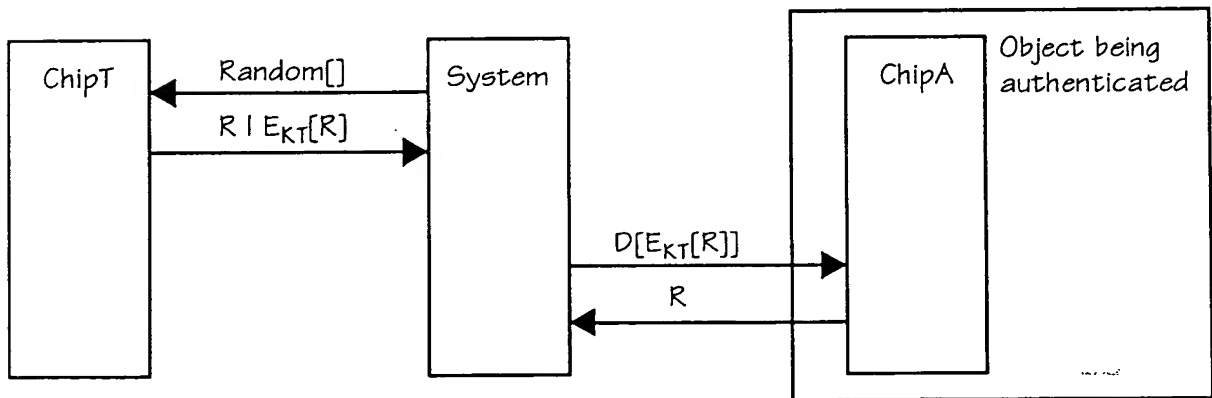 ChipT
Random[]
R | E_KT[R]
System
D[E_KT[R]]
R
ChipA
Object being
authenticated